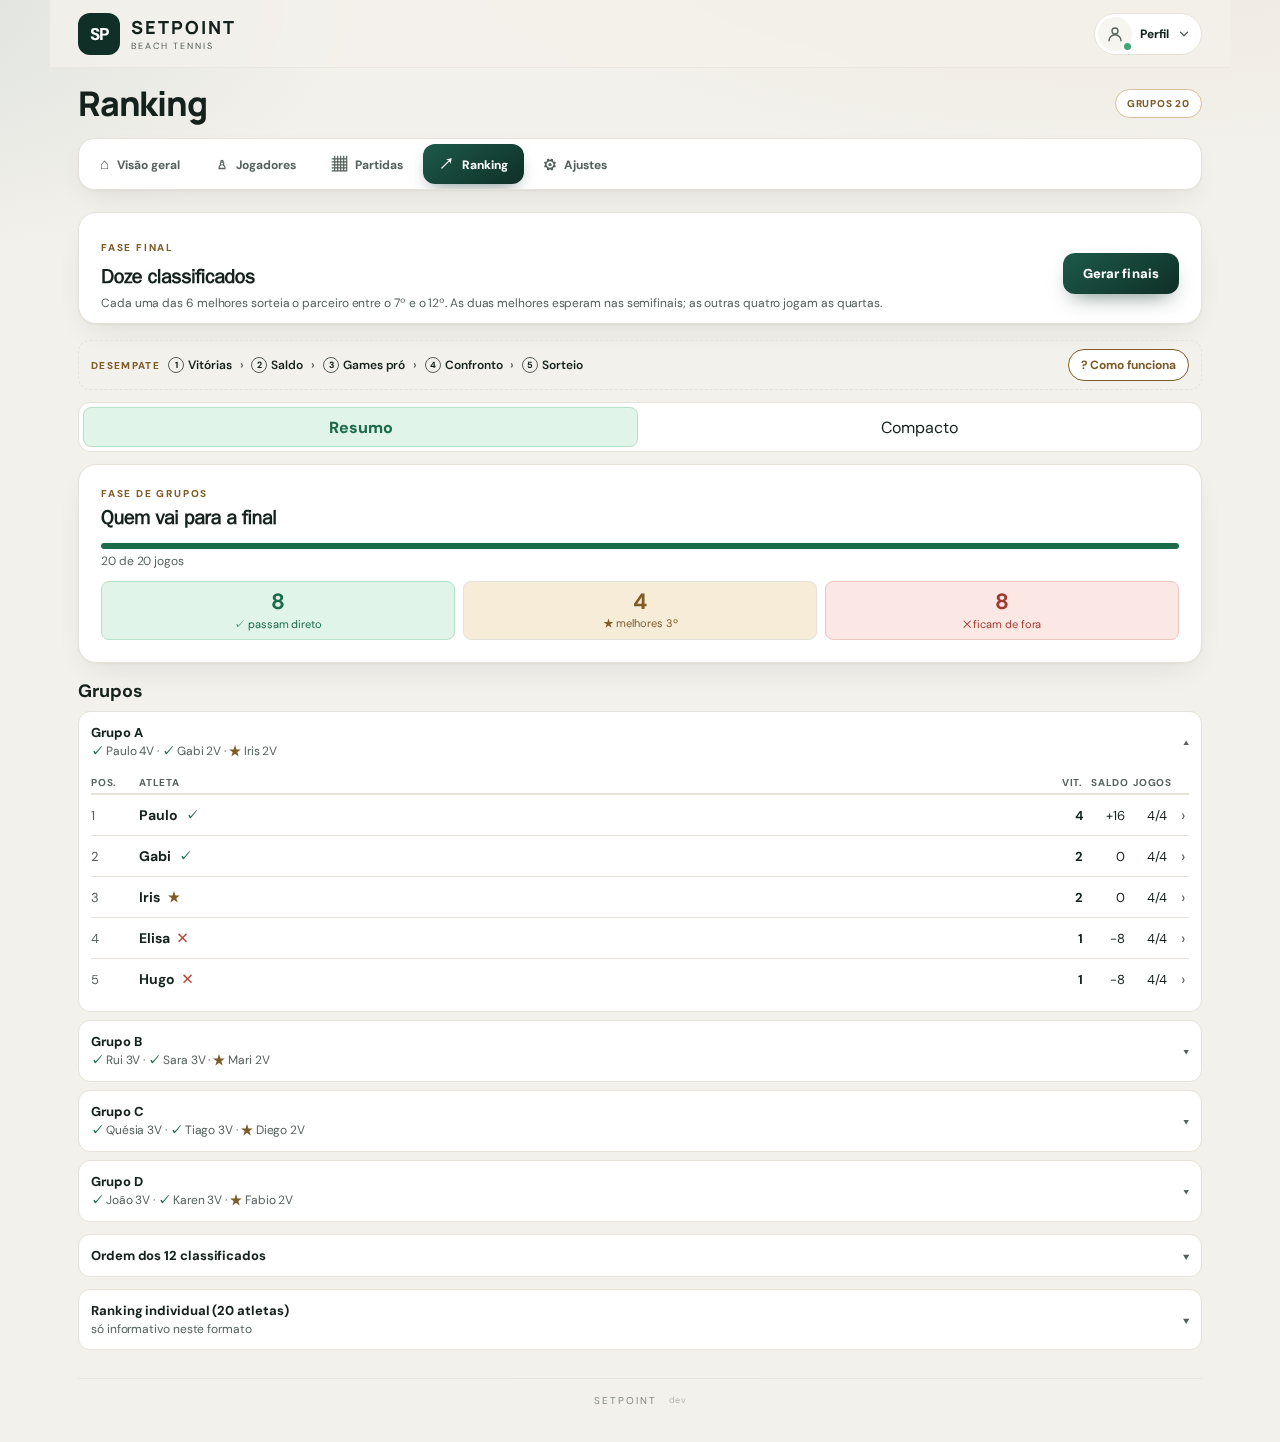 SP SETPOINT
BEACH TENNIS
Perfil
Ranking
GRUPOS 20
Visão geral Jogadores Partidas Ranking Ajustes
FASE FINAL
Doze classificados
Cada uma das 6 melhores sorteia o parceiro entre o 7º e o 12º. As duas melhores esperam nas semifinais; as outras quatro jogam as quartas.
Gerar finais
DESEMPATE 1 Vitórias › 2 Saldo › 3 Games pró › 4 Confronto › 5 Sorteio
? Como funciona
Resumo Compacto
FASE DE GRUPOS
Quem vai para a final
20 de 20 jogos
8 4 8
✓ passam direto ★ melhores 3º ✕ ficam de fora
Grupos
Grupo A
✓ Paulo 4V · ✓ Gabi 2V · ★ Iris 2V
POS. ATLETA VIT. SALDO JOGOS
1 Paulo ✓ 4 +16 4/4 ›
2 Gabi ✓ 2 0 4/4 ›
3 Iris ★ 2 0 4/4 ›
4 Elisa ✕ 1 -8 4/4 ›
5 Hugo ✕ 1 -8 4/4 ›
Grupo B
✓ Rui 3V · ✓ Sara 3V · ★ Mari 2V
Grupo C
✓ Quésia 3V · ✓ Tiago 3V · ★ Diego 2V
Grupo D
✓ João 3V · ✓ Karen 3V · ★ Fabio 2V
Ordem dos 12 classificados
Ranking individual (20 atletas)
só informativo neste formato
SETPOINT dev